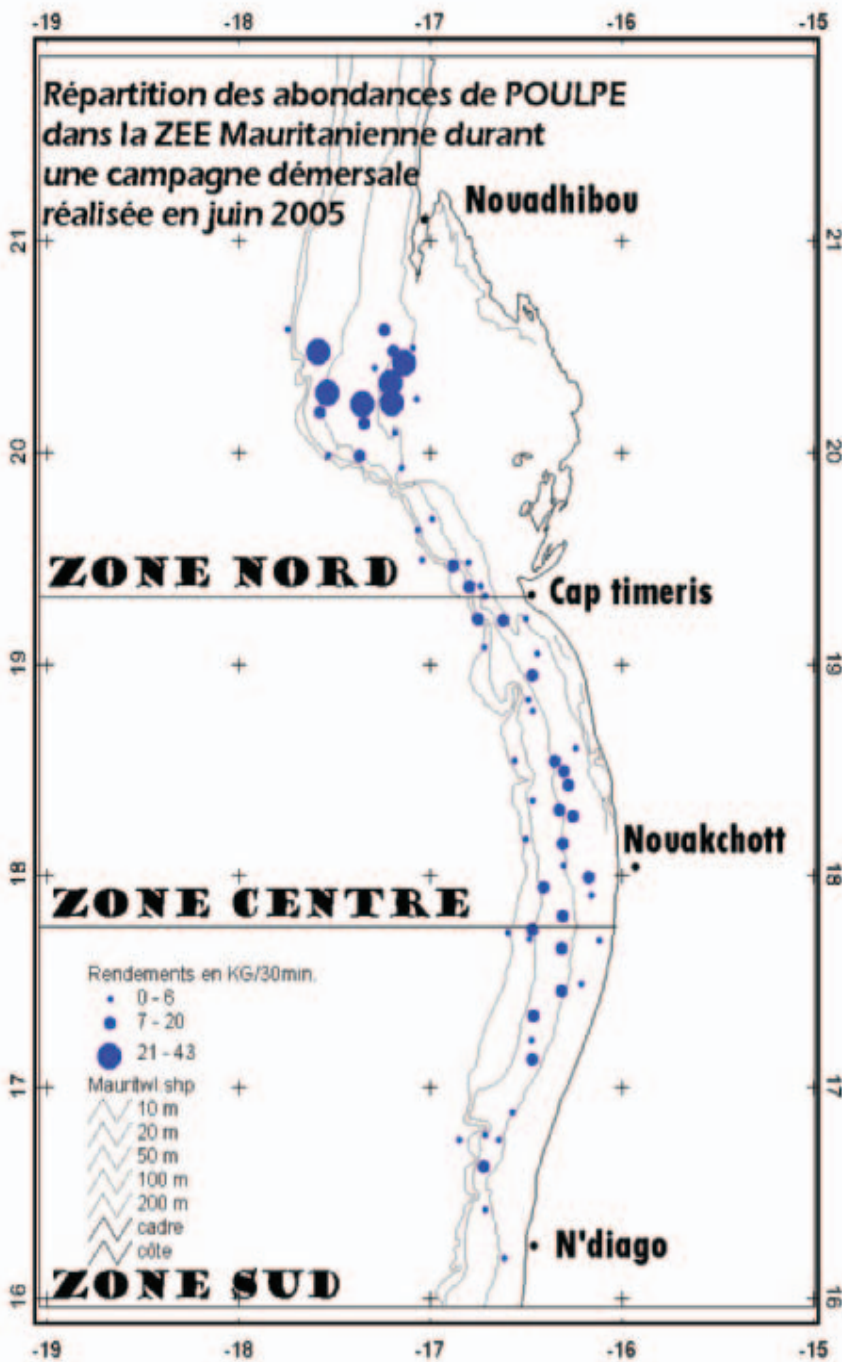 -19 -18 -17 -16 -15
Répartition des abondances de POULPE
dans la ZEE Mauritanienne durant
une campagne démersale
réalisée en juin 2005
Nouadhibou
21 21
20 20
ZONE NORD
Cap timeris
19 19
Nouakchott
18 18
ZONE CENTRE
Rendements en KG/30min.
0 - 6
7 - 20
21 - 43
17 17
Mauritwl shp
10 m
20 m
50 m
100 m
200 m
cadre
côte
N'diago
ZONE SUD
16 16
-19 -18 -17 -16 -15